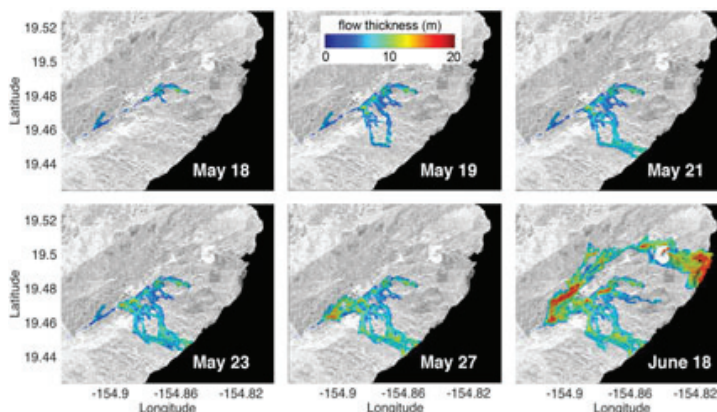 flow thickness (m)
0 10 20
19.52
19.5
19.48
19.46
19.44
Latitude
May 18
May 19
May 21
19.52
19.5
19.48
19.46
19.44
Latitude
May 23
May 27
June 18
-154.9 -154.86 -154.82
-154.9 -154.86 -154.82
-154.9 -154.86 -154.82
Longitude
Longitude
Longitude